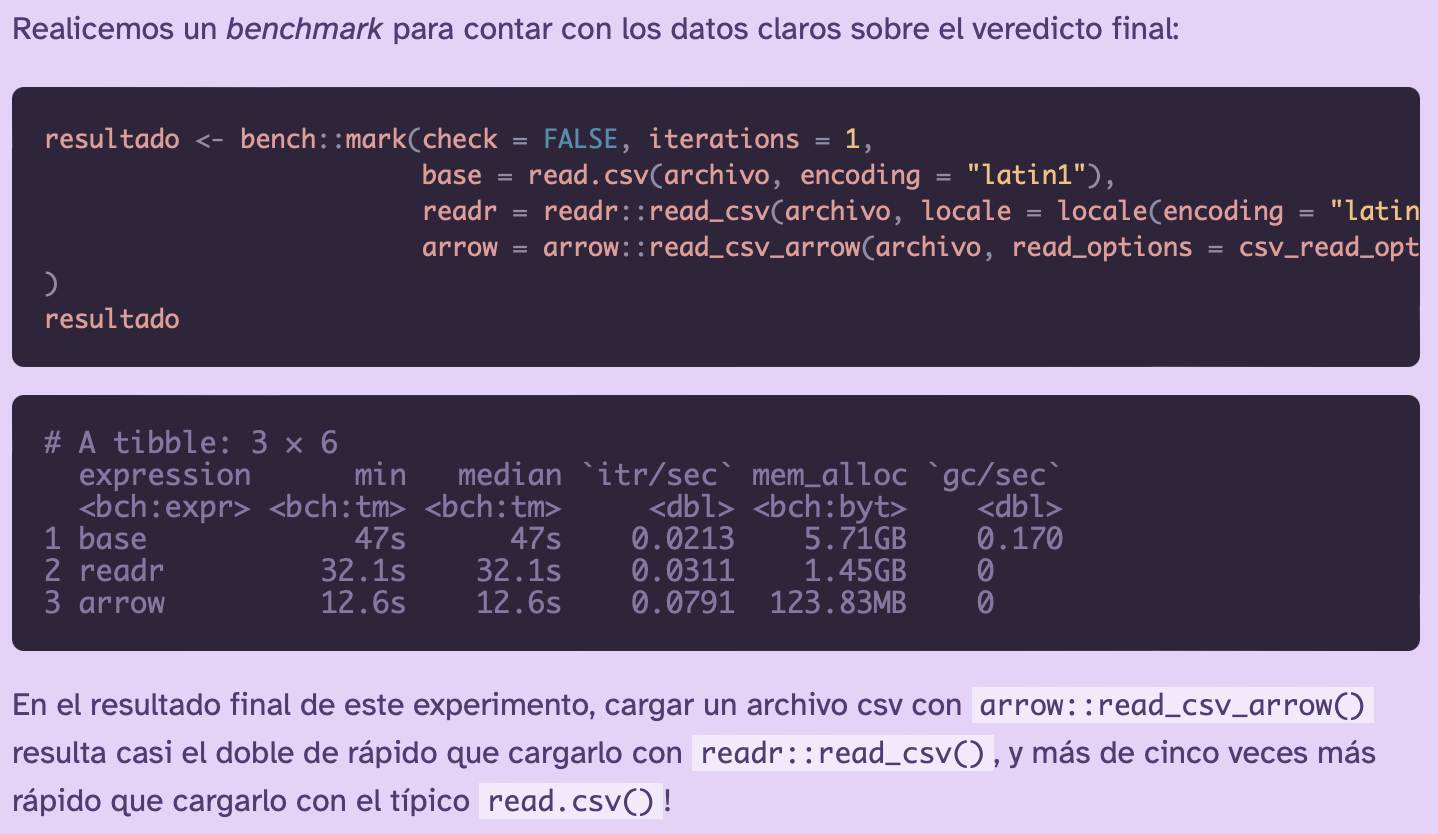 Realicemos un benchmark para contar con los datos claros sobre el veredicto final:
resultado <- bench::mark(check = FALSE, iterations = 1,
                         base = read.csv(archivo, encoding = "latin1"),
                         readr = readr::read_csv(archivo, locale = locale(encoding = "latin
                         arrow = arrow::read_csv_arrow(archivo, read_options = csv_read_opt
)
resultado
# A tibble: 3 × 6
  expression      min   median `itr/sec` mem_alloc `gc/sec`
  <bch:expr> <bch:tm> <bch:tm>     <dbl> <bch:byt>    <dbl>
1 base            47s      47s    0.0213    5.71GB    0.170
2 readr         32.1s    32.1s    0.0311    1.45GB    0
3 arrow         12.6s    12.6s    0.0791  123.83MB    0
En el resultado final de este experimento, cargar un archivo csv con arrow::read_csv_arrow()
resulta casi el doble de rápido que cargarlo con readr::read_csv(), y más de cinco veces más
rápido que cargarlo con el típico read.csv()!